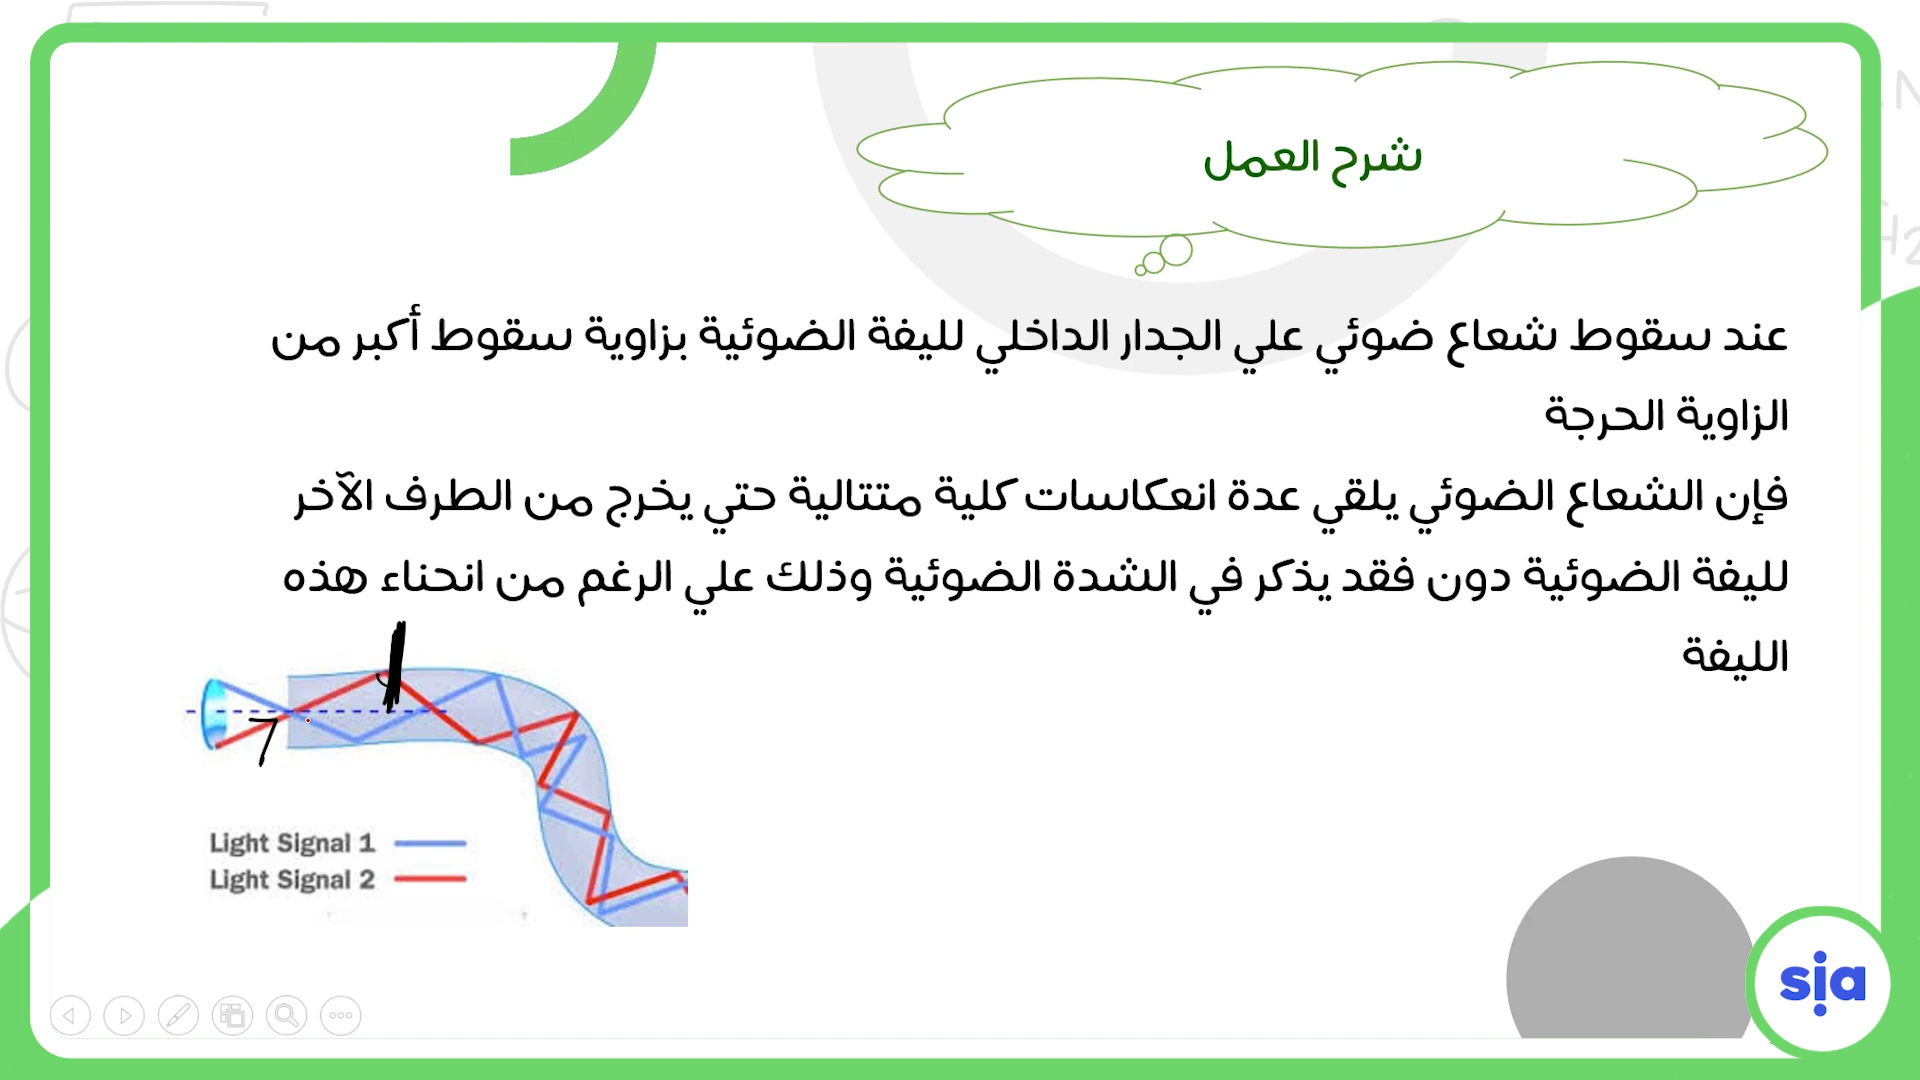 شرح العمل
عند سقوط شعاع ضوئي علي الجدار الداخلي لليفة الضوئية بزاوية سقوط أكبر من
الزاوية الحرجة
فإن الشعاع الضوئي يلقي عدة انعكاسات كلية متتالية حتي يخرج من الطرف الآخر
لليفة الضوئية دون فقد يذكر في الشدة الضوئية وذلك علي الرغم من انحناء هذه
الليفة
Light Signal 1
Light Signal 2
sia